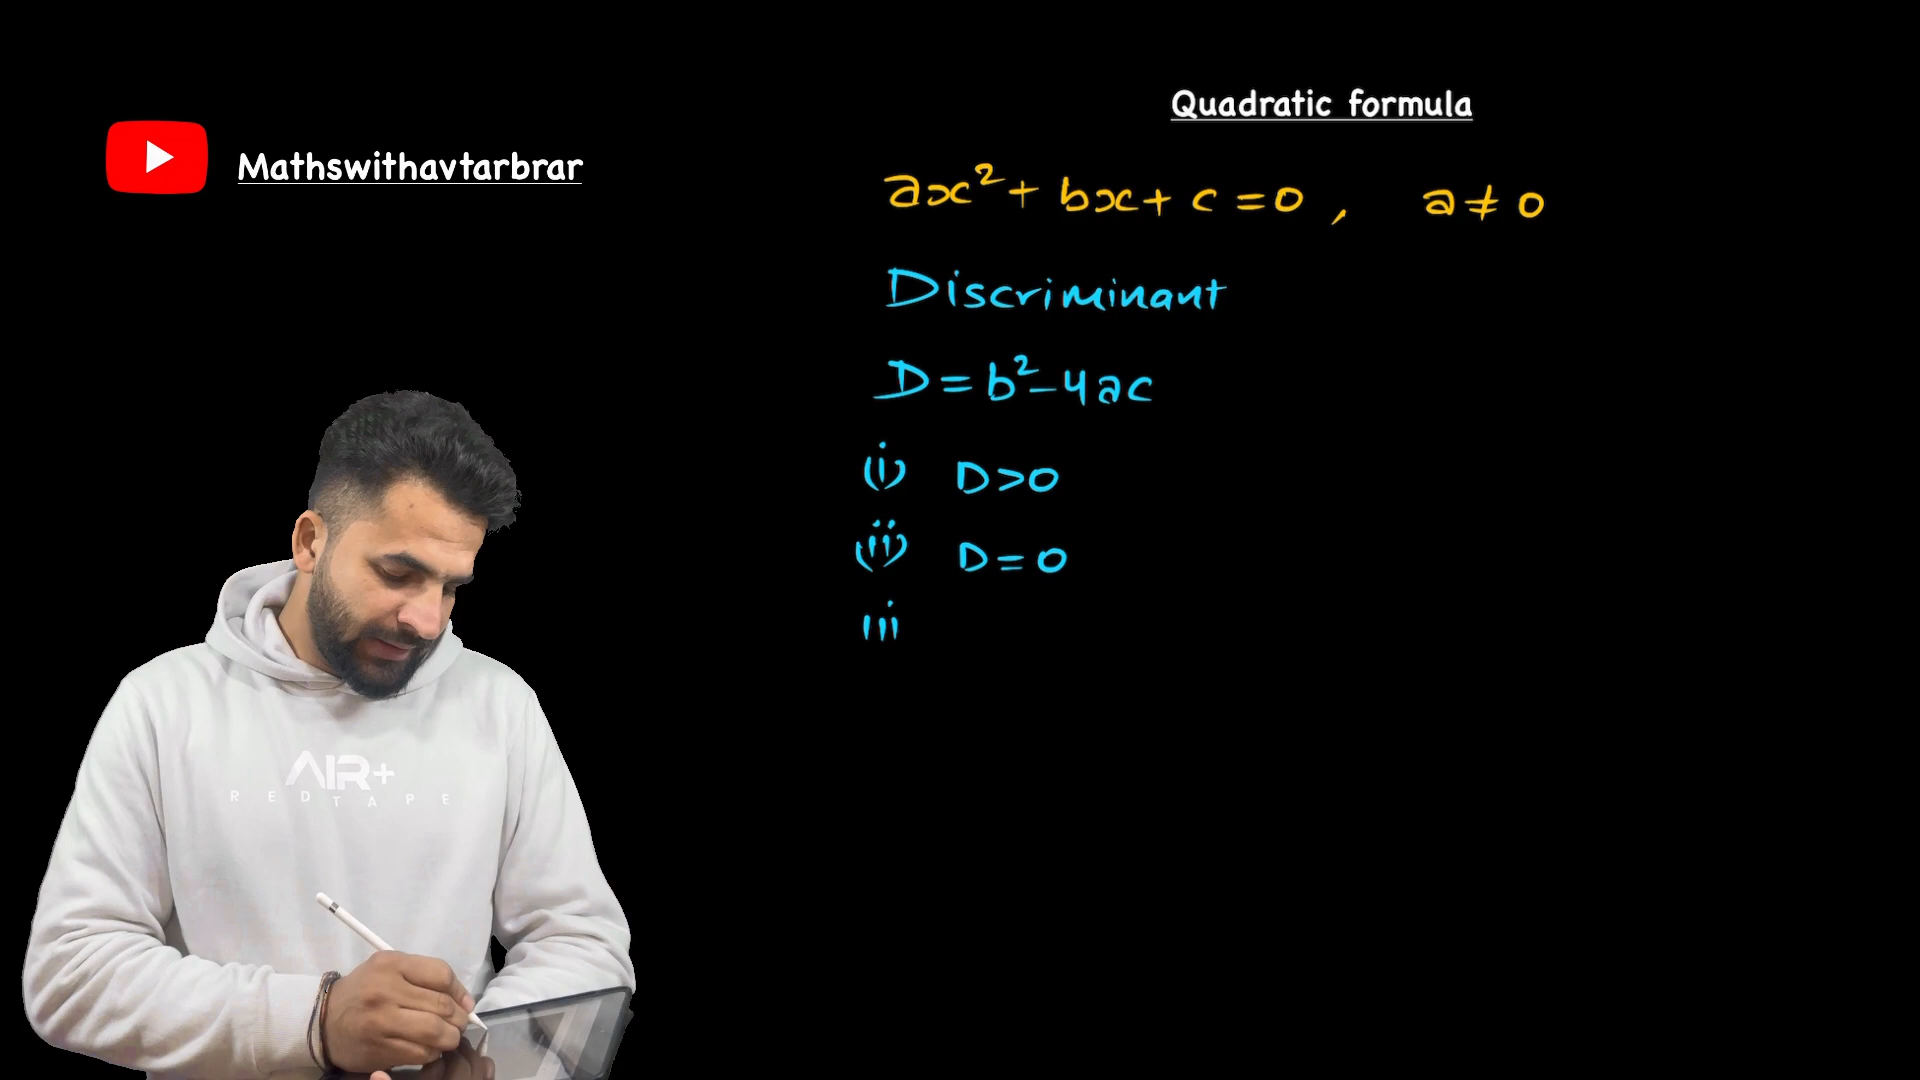 Quadratic formula
Mathswithavtarbrar
ax² + bx + c = 0 , a ≠ 0
Discriminant
D = b² - 4ac
(i) D > 0
(ii) D = 0
iii
AIR+
REDTAPE